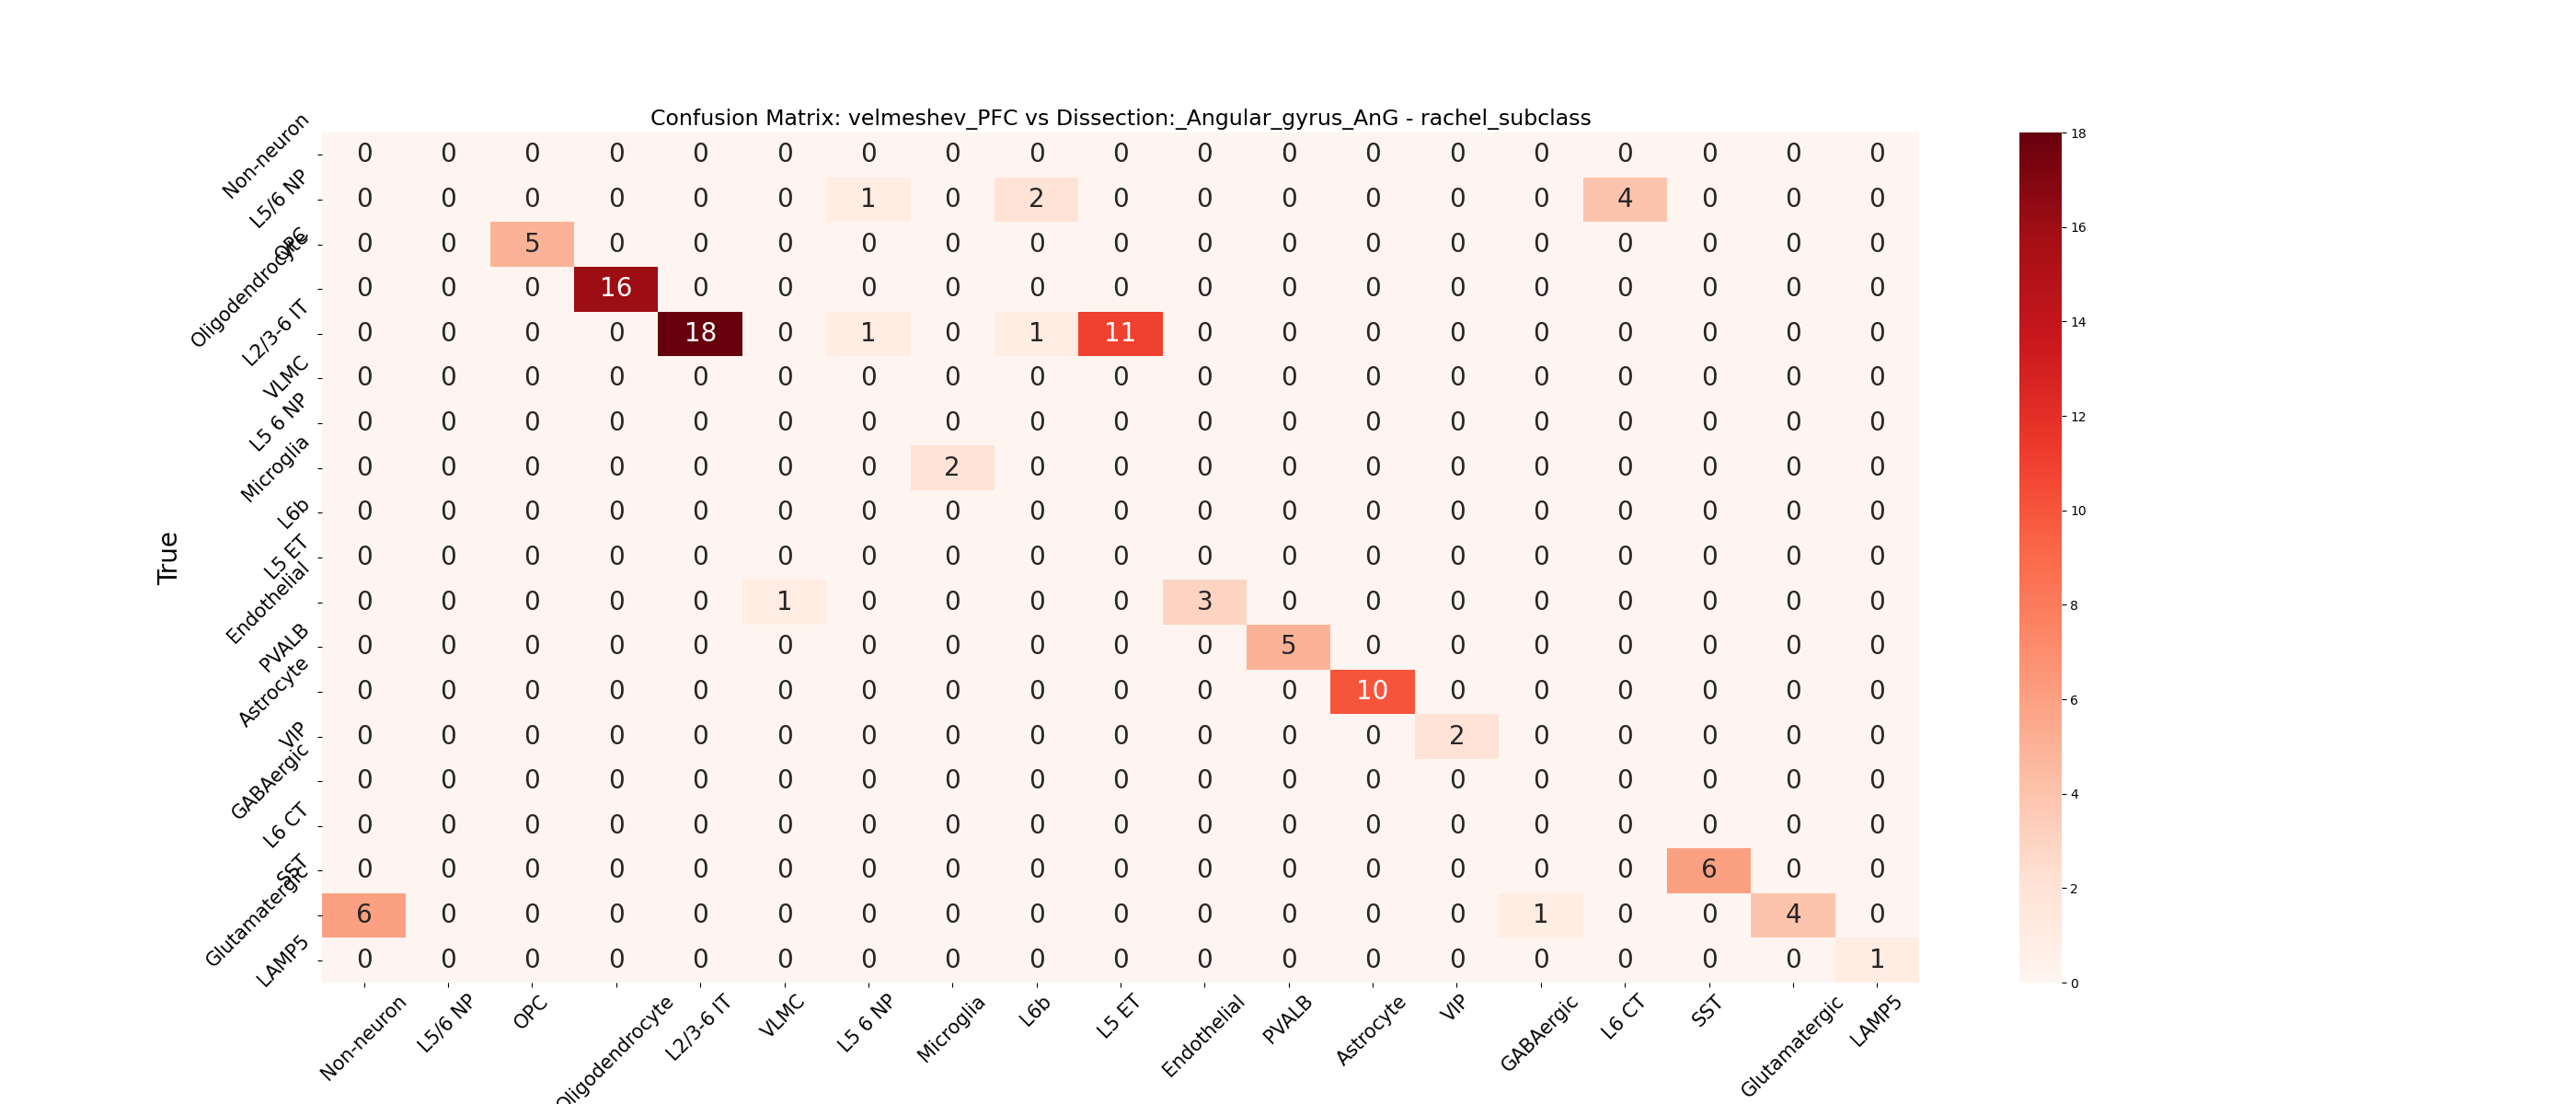 Confusion Matrix: velmeshev_PFC vs Dissection:_Angular_gyrus_AnG - rachel_subclass
True
Non-neuron 0 0 0 0 0 0 0 0 0 0 0 0 0 0 0 0 0 0 0
L5/6 NP 0 0 0 0 0 0 1 0 2 0 0 0 0 0 0 4 0 0 0
OPC 0 0 5 0 0 0 0 0 0 0 0 0 0 0 0 0 0 0 0
Oligodendrocyte 0 0 0 16 0 0 0 0 0 0 0 0 0 0 0 0 0 0 0
L2/3-6 IT 0 0 0 0 18 0 1 0 1 11 0 0 0 0 0 0 0 0 0
VLMC 0 0 0 0 0 0 0 0 0 0 0 0 0 0 0 0 0 0 0
L5 6 NP 0 0 0 0 0 0 0 0 0 0 0 0 0 0 0 0 0 0 0
Microglia 0 0 0 0 0 0 0 2 0 0 0 0 0 0 0 0 0 0 0
L6b 0 0 0 0 0 0 0 0 0 0 0 0 0 0 0 0 0 0 0
L5 ET 0 0 0 0 0 0 0 0 0 0 0 0 0 0 0 0 0 0 0
Endothelial 0 0 0 0 0 1 0 0 0 0 3 0 0 0 0 0 0 0 0
PVALB 0 0 0 0 0 0 0 0 0 0 0 5 0 0 0 0 0 0 0
Astrocyte 0 0 0 0 0 0 0 0 0 0 0 0 10 0 0 0 0 0 0
VIP 0 0 0 0 0 0 0 0 0 0 0 0 0 2 0 0 0 0 0
GABAergic 0 0 0 0 0 0 0 0 0 0 0 0 0 0 0 0 0 0 0
L6 CT 0 0 0 0 0 0 0 0 0 0 0 0 0 0 0 0 0 0 0
SST 0 0 0 0 0 0 0 0 0 0 0 0 0 0 0 0 6 0 0
Glutamatergic 6 0 0 0 0 0 0 0 0 0 0 0 0 0 1 0 0 4 0
LAMP5 0 0 0 0 0 0 0 0 0 0 0 0 0 0 0 0 0 0 1
Non-neuron L5/6 NP OPC Oligodendrocyte L2/3-6 IT VLMC L5 6 NP Microglia L6b L5 ET Endothelial PVALB Astrocyte VIP GABAergic L6 CT SST Glutamatergic LAMP5
18
16
14
12
10
8
6
4
2
0